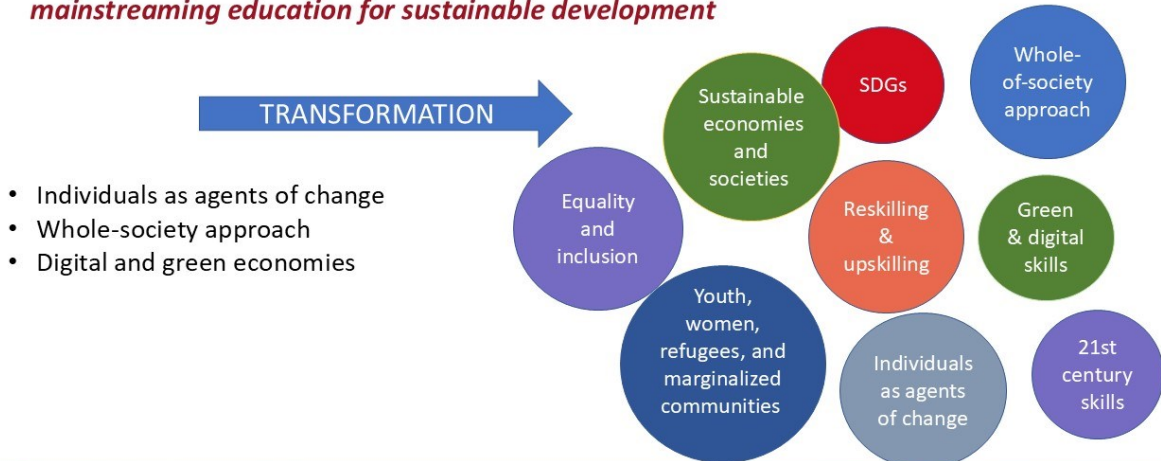 mainstreaming education for sustainable development
TRANSFORMATION
• Individuals as agents of change
• Whole-society approach
• Digital and green economies
Sustainable
economies
and
societies
SDGs
Whole-
of-society
approach
Equality
and
inclusion
Reskilling
&
upskilling
Green
& digital
skills
Youth,
women,
refugees, and
marginalized
communities
Individuals
as agents
of change
21st
century
skills